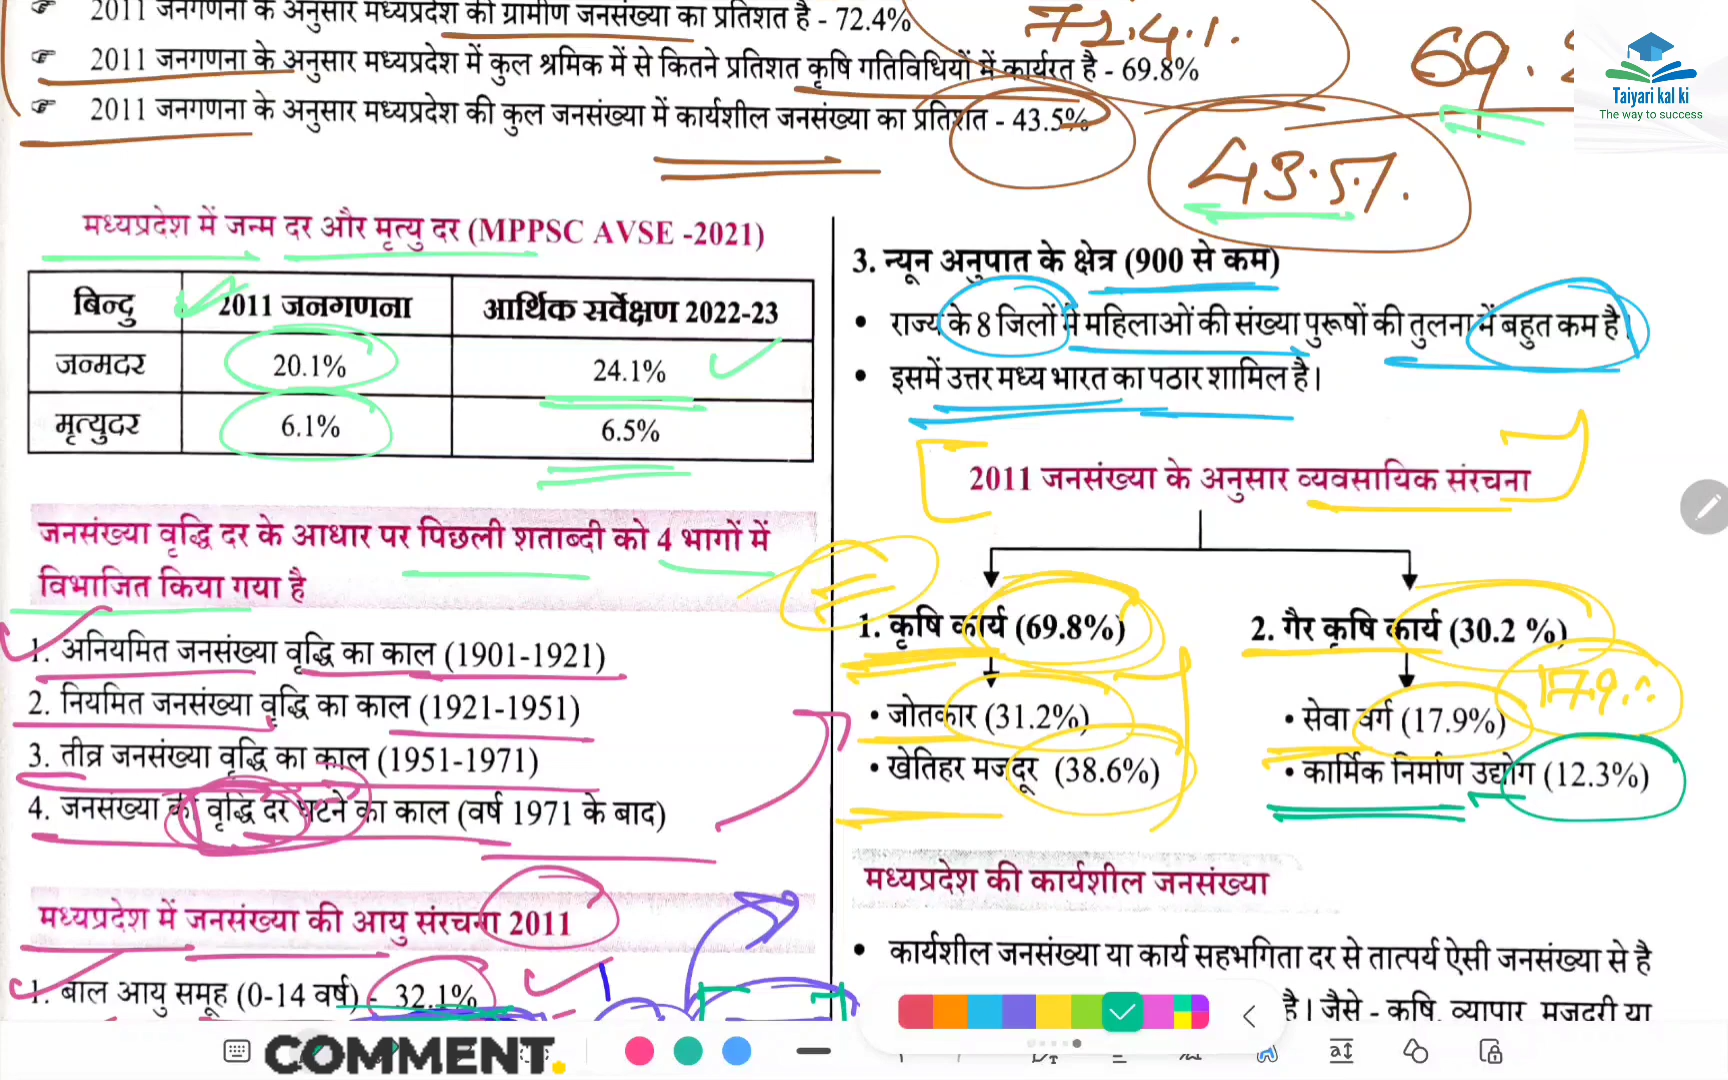 2011 जनगणना के अनुसार मध्यप्रदेश की ग्रामीण जनसंख्या का प्रतिशत है - 72.4%
2011 जनगणना के अनुसार मध्यप्रदेश में कुल श्रमिक में से कितने प्रतिशत कृषि गतिविधियों में कार्यरत है - 69.8%
2011 जनगणना के अनुसार मध्यप्रदेश की कुल जनसंख्या में कार्यशील जनसंख्या का प्रतिशत - 43.5%
72.4%
69.
43.5%
Taiyari kal ki
The way to success
मध्यप्रदेश में जन्म दर और मृत्यु दर (MPPSC AVSE -2021)
बिन्दु 2011 जनगणना आर्थिक सर्वेक्षण 2022-23
जन्मदर 20.1% 24.1%
मृत्युदर 6.1% 6.5%
जनसंख्या वृद्धि दर के आधार पर पिछली शताब्दी को 4 भागों में
विभाजित किया गया है
1. अनियमित जनसंख्या वृद्धि का काल (1901-1921)
2. नियमित जनसंख्या वृद्धि का काल (1921-1951)
3. तीव्र जनसंख्या वृद्धि का काल (1951-1971)
4. जनसंख्या की वृद्धि दर घटने का काल (वर्ष 1971 के बाद)
मध्यप्रदेश में जनसंख्या की आयु संरचना 2011
1. बाल आयु समूह (0-14 वर्ष) - 32.1%
3. न्यून अनुपात के क्षेत्र (900 से कम)
• राज्य के 8 जिलों में महिलाओं की संख्या पुरूषों की तुलना में बहुत कम है।
• इसमें उत्तर मध्य भारत का पठार शामिल है।
2011 जनसंख्या के अनुसार व्यवसायिक संरचना
1. कृषि कार्य (69.8%)
• जोतकार (31.2%)
• खेतिहर मजदूर (38.6%)
2. गैर कृषि कार्य (30.2 %)
17.9%
• सेवा वर्ग (17.9%)
• कार्मिक निर्माण उद्योग (12.3%)
मध्यप्रदेश की कार्यशील जनसंख्या
• कार्यशील जनसंख्या या कार्य सहभगिता दर से तात्पर्य ऐसी जनसंख्या से है
है। जैसे - कृषि, व्यापार, मजदूरी या
COMMENT.